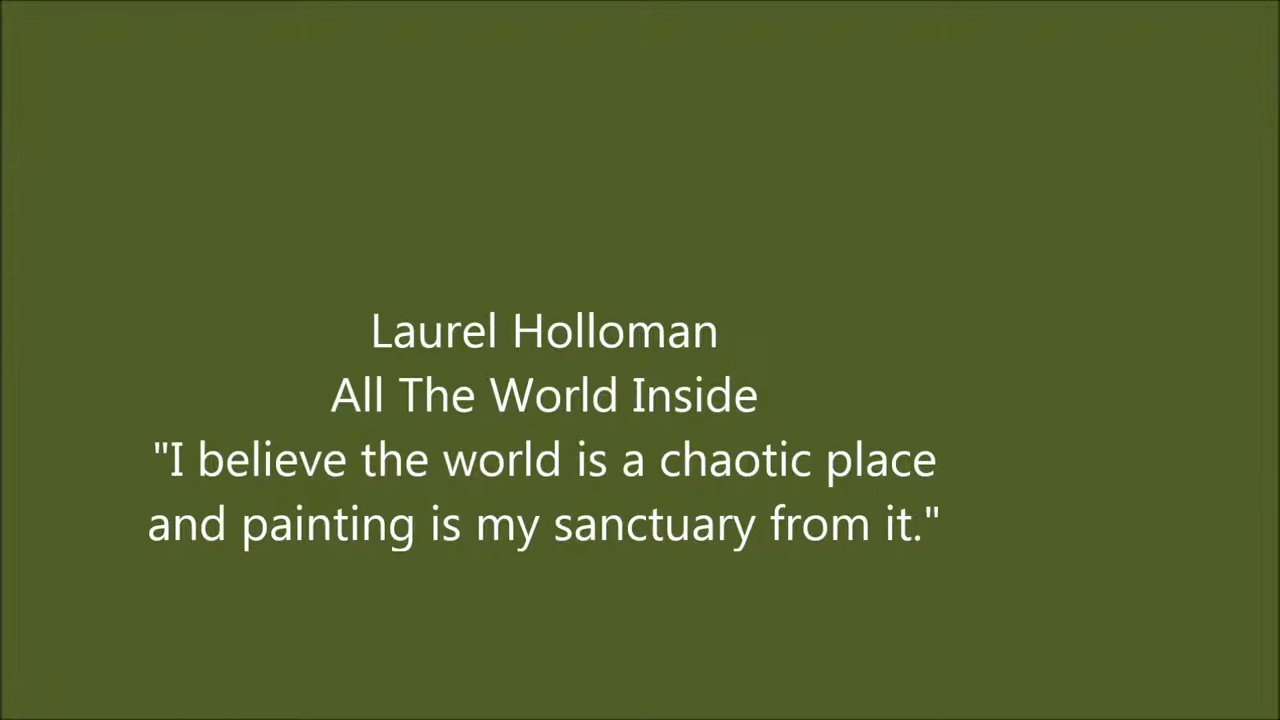 Laurel Holloman
All The World Inside
"I believe the world is a chaotic place
and painting is my sanctuary from it."